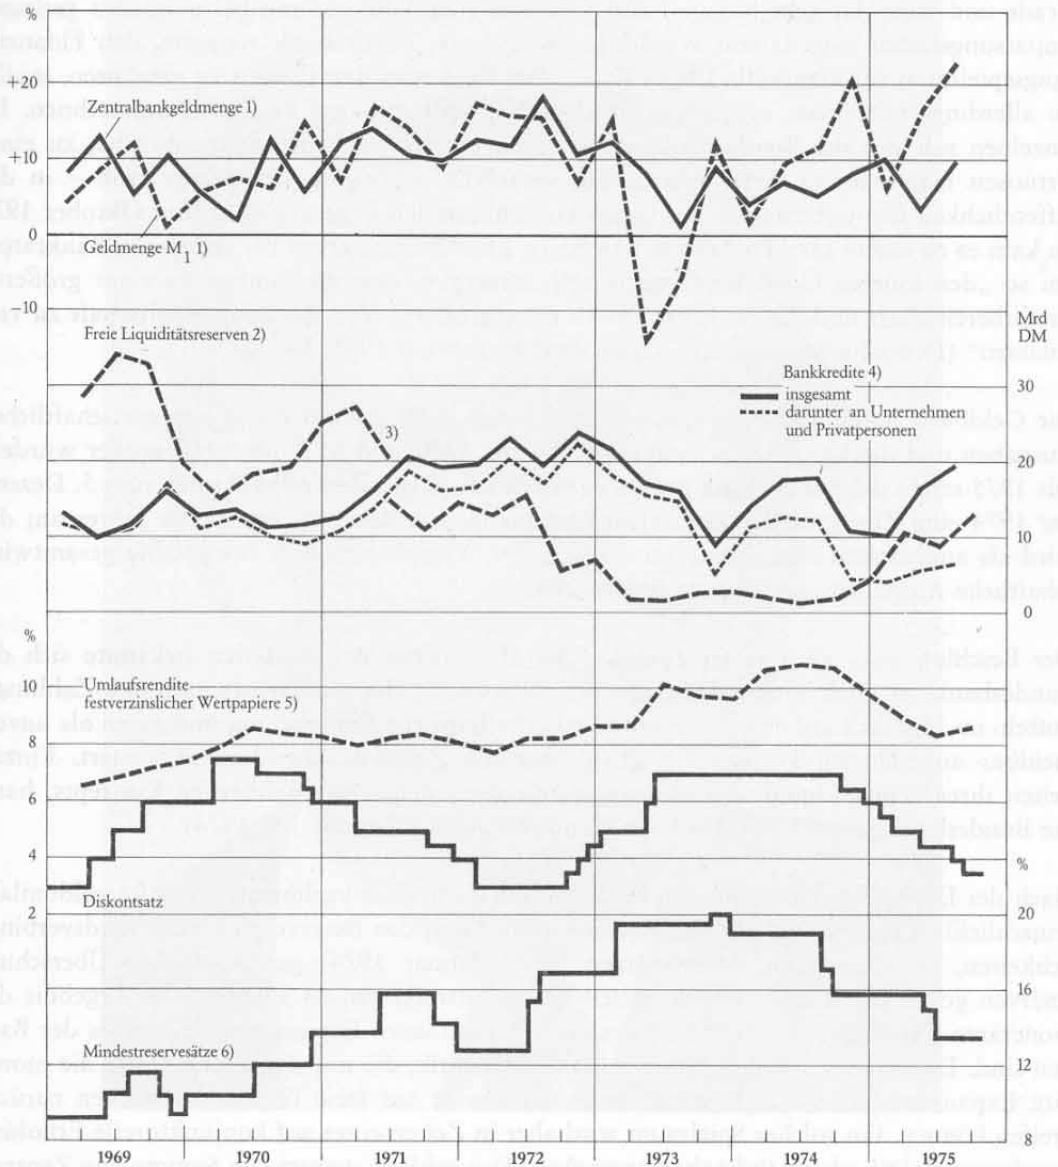 %
+20
Zentralbankgeldmenge 1)
+10
0
Geldmenge M1 1)
-10
Freie Liquiditätsreserven 2)
Mrd
DM
Bankkredite 4)
30
insgesamt
darunter an Unternehmen
und Privatpersonen
3)
20
10
0
%
10
Umlaufsrendite
festverzinslicher Wertpapiere 5)
8
6
4
%
Diskontsatz
2
20
16
Mindestreservesätze 6)
12
8
1969 1970 1971 1972 1973 1974 1975